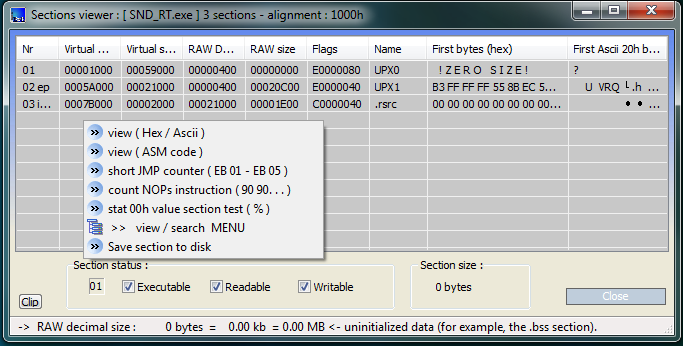 Sections viewer : [ SND_RT.exe ] 3 sections - alignment : 1000h
Nr Virtual ... Virtual s... RAW D... RAW size Flags Name First bytes (hex) First Ascii 20h b...
01 00001000 00059000 00000400 00000000 E0000080 UPX0 ! Z E R O S I Z E ! ?
02 ep 0005A000 00021000 00000400 00020C00 E0000040 UPX1 B3 FF FF FF 55 8B EC 5... U VRQ └.h ...
03 i... 0007B000 00002000 00021000 00001E00 C0000040 .rsrc 00 00 00 00 00 00 00 0... • • ...
view ( Hex / Ascii )
view ( ASM code )
short JMP counter ( EB 01 - EB 05 )
count NOPs instruction ( 90 90. . . )
stat 00h value section test ( % )
>> view / search MENU
Save section to disk
Section status :
01 Executable Readable Writable
Section size :
0 bytes
Clip
Close
-> RAW decimal size : 0 bytes = 0.00 kb = 0.00 MB <- uninitialized data (for example, the .bss section).